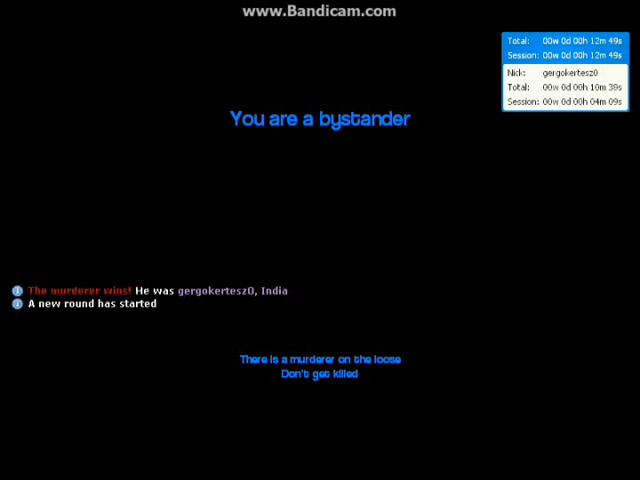 www.Bandicam.com
Total: 00w 0d 00h 12m 49s
Session: 00w 0d 00h 12m 49s
Nick: gergokertesz0
Total: 00w 0d 00h 10m 39s
Session: 00w 0d 00h 04m 09s
You are a bystander
The murderer wins! He was gergokertesz0, India
A new round has started
There is a murderer on the loose
Don't get killed